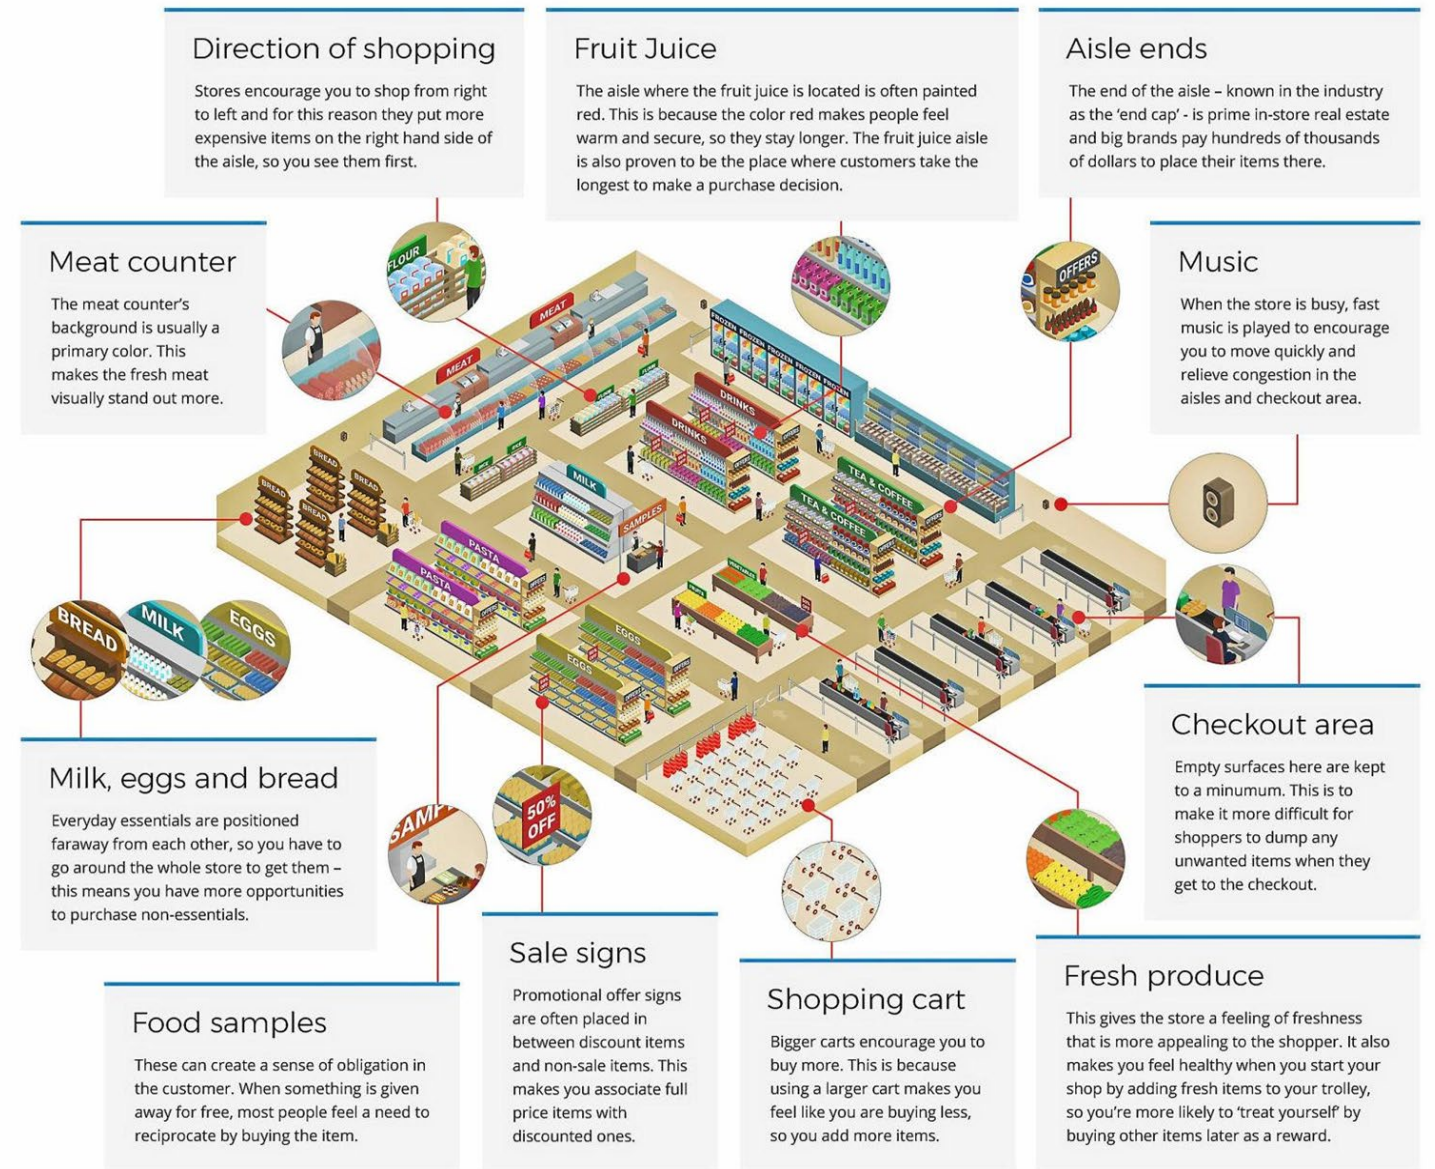 Direction of shopping
Stores encourage you to shop from right
to left and for this reason they put more
expensive items on the right hand side of
the aisle, so you see them first.
Fruit Juice
The aisle where the fruit juice is located is often painted
red. This is because the color red makes people feel
warm and secure, so they stay longer. The fruit juice aisle
is also proven to be the place where customers take the
longest to make a purchase decision.
Aisle ends
The end of the aisle – known in the industry
as the 'end cap' - is prime in-store real estate
and big brands pay hundreds of thousands
of dollars to place their items there.
Meat counter
The meat counter's
background is usually a
primary color. This
makes the fresh meat
visually stand out more.
Music
When the store is busy, fast
music is played to encourage
you to move quickly and
relieve congestion in the
aisles and checkout area.
FLOUR
OFFERS
MEAT
MEAT
FROZEN FROZEN FROZEN FROZEN FROZEN
DRINKS
DRINKS
BREAD
BREAD
BREAD
BREAD
MILK
SAMPLES
TEA & COFFEE
TEA & COFFEE
PASTA
PASTA
EGGS
EGGS
OFFERS
BREAD
MILK
EGGS
Milk, eggs and bread
Everyday essentials are positioned
faraway from each other, so you have to
go around the whole store to get them –
this means you have more opportunities
to purchase non-essentials.
Checkout area
Empty surfaces here are kept
to a minumum. This is to
make it more difficult for
shoppers to dump any
unwanted items when they
get to the checkout.
SAMP
50%
OFF
Food samples
These can create a sense of obligation in
the customer. When something is given
away for free, most people feel a need to
reciprocate by buying the item.
Sale signs
Promotional offer signs
are often placed in
between discount items
and non-sale items. This
makes you associate full
price items with
discounted ones.
Shopping cart
Bigger carts encourage you to
buy more. This is because
using a larger cart makes you
feel like you are buying less,
so you add more items.
Fresh produce
This gives the store a feeling of freshness
that is more appealing to the shopper. It also
makes you feel healthy when you start your
shop by adding fresh items to your trolley,
so you're more likely to 'treat yourself' by
buying other items later as a reward.